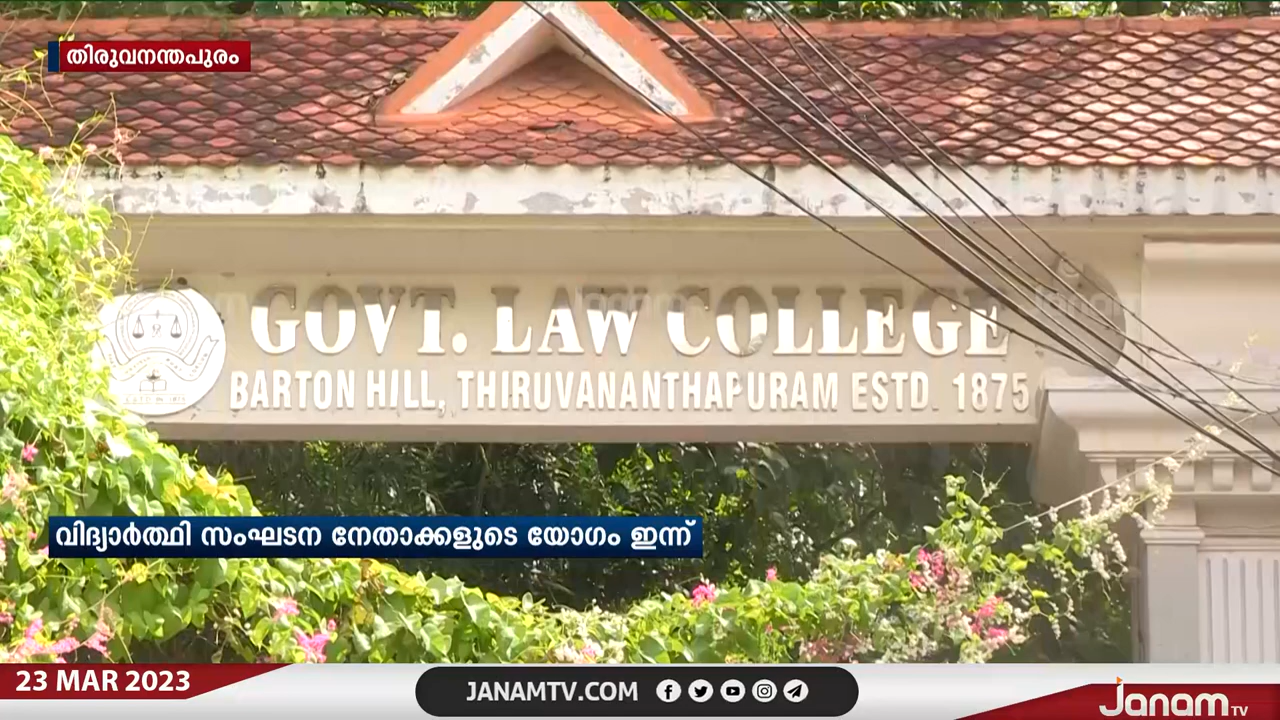 തിരുവനന്തപുരം
GOVT. LAW COLLEGE
BARTON HILL, THIRUVANANTHAPURAM ESTD. 1875
വിദ്യാർത്ഥി സംഘടന നേതാക്കളുടെ യോഗം ഇന്ന്
23 MAR 2023
JANAMTV.COM
Janam TV